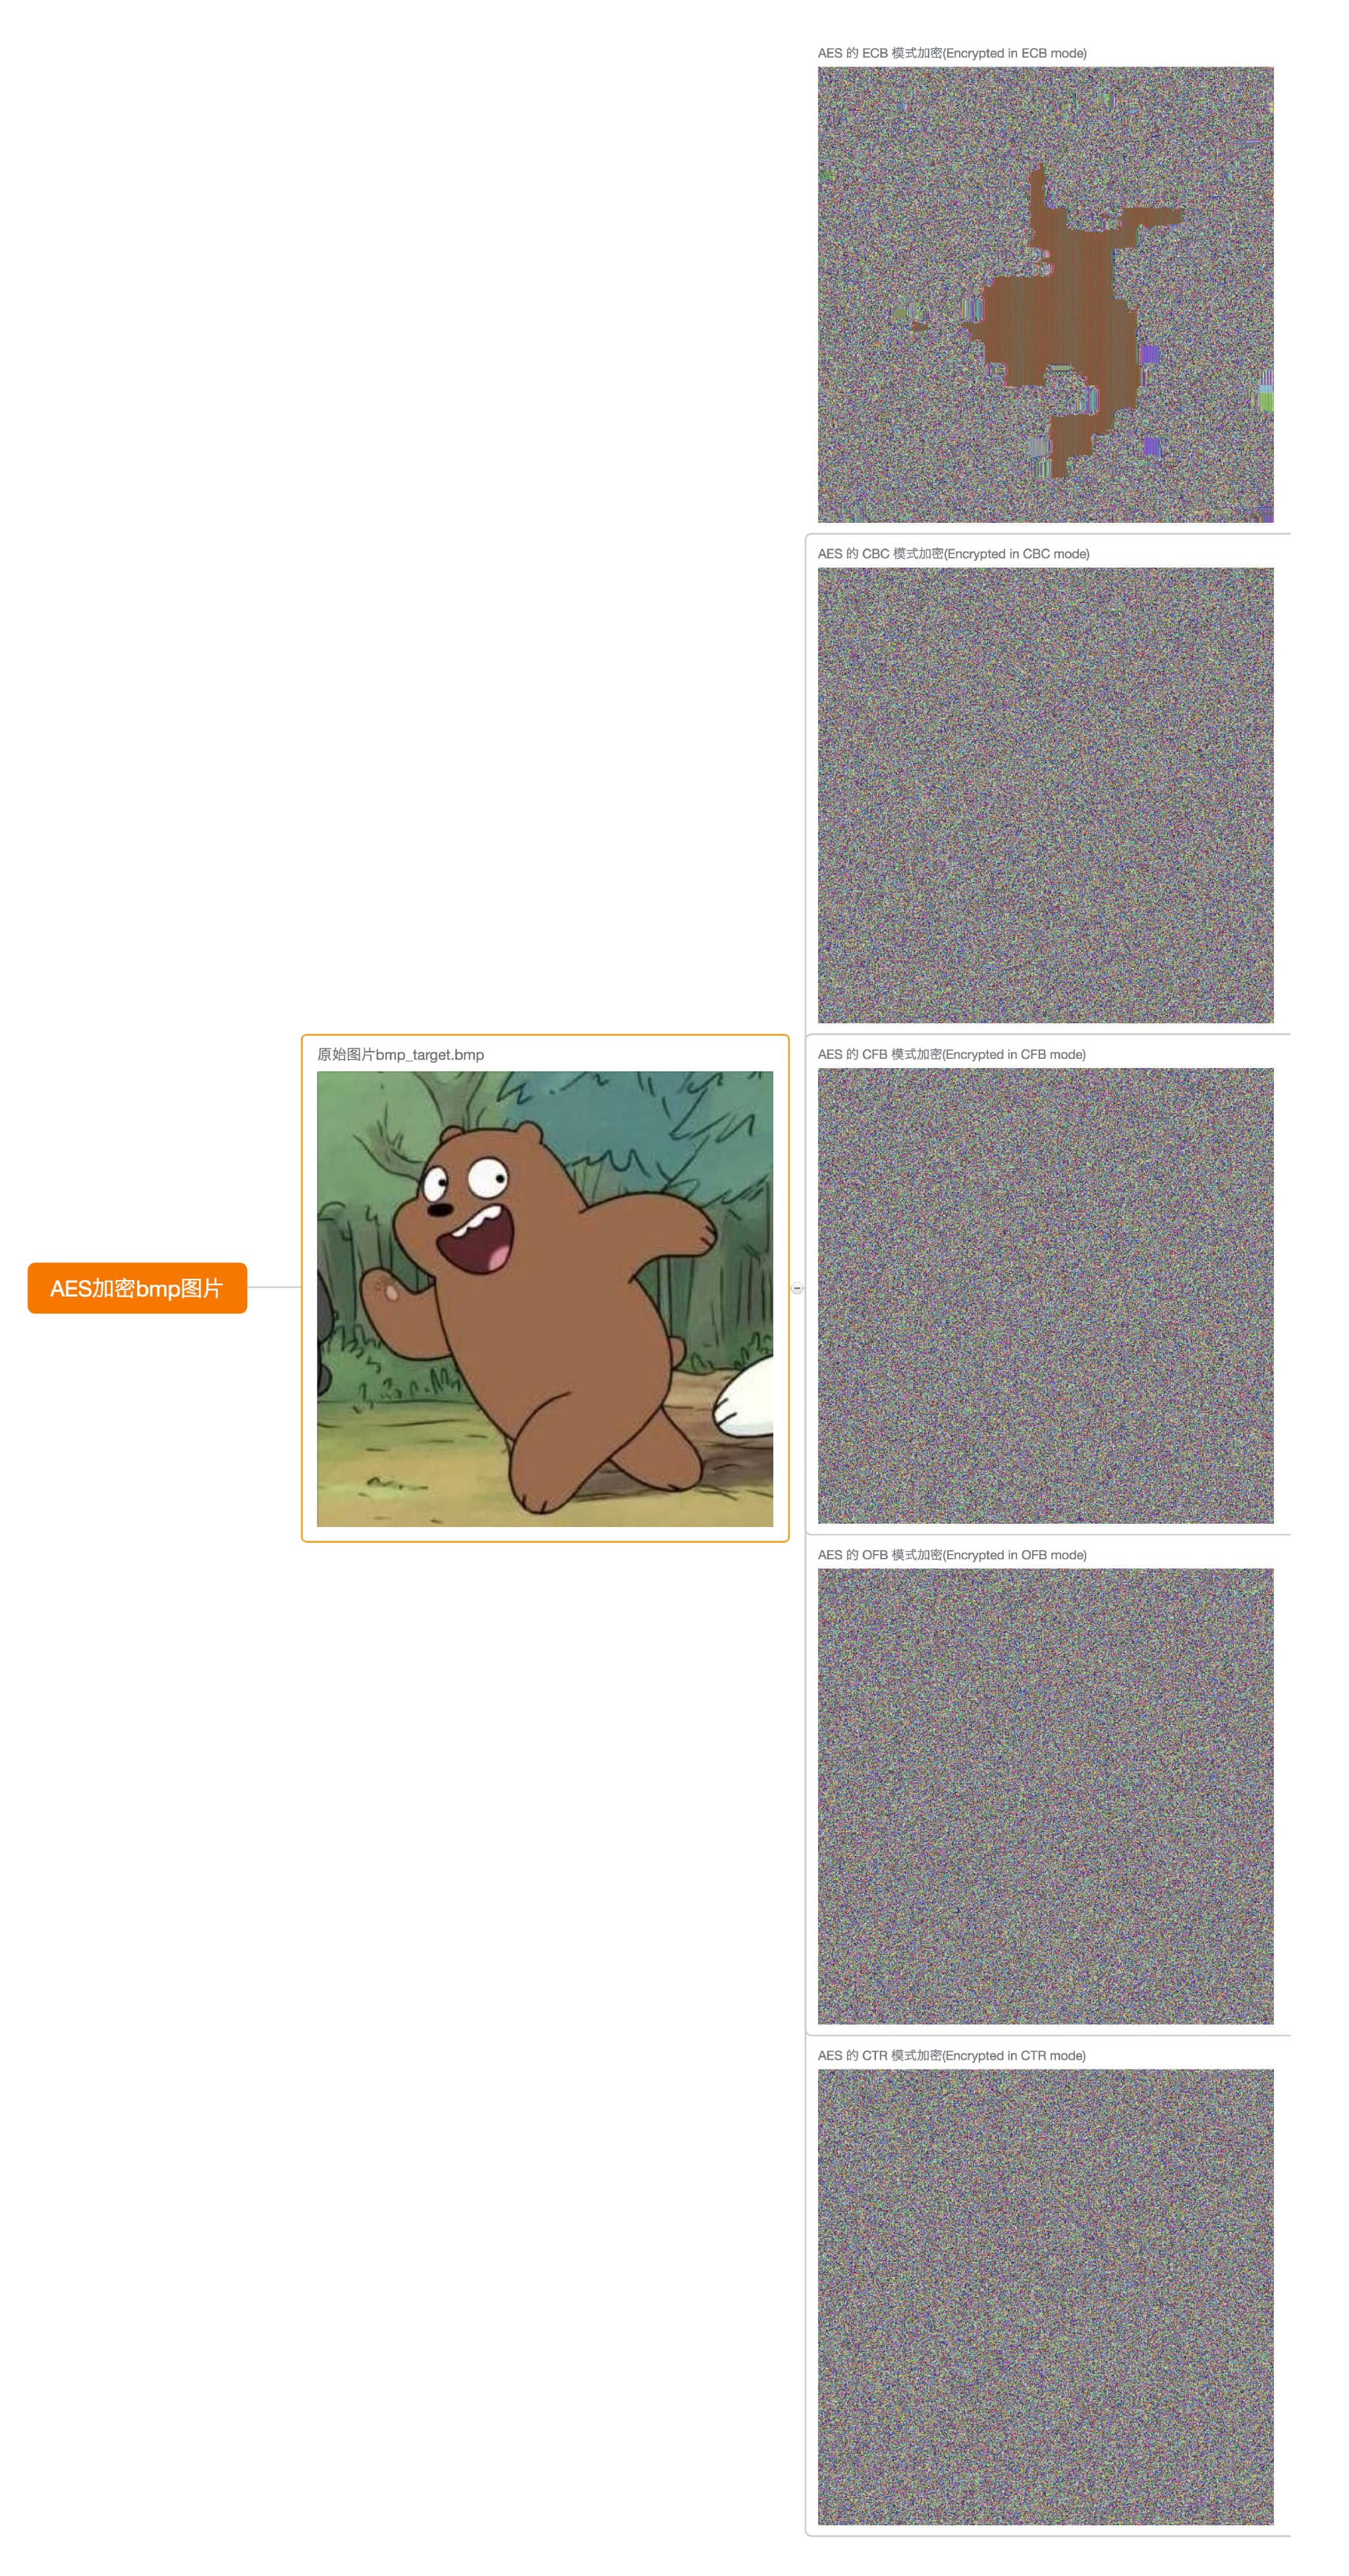 AES加密bmp图片
原始图片bmp_target.bmp
AES 的 ECB 模式加密(Encrypted in ECB mode)
AES 的 CBC 模式加密(Encrypted in CBC mode)
AES 的 CFB 模式加密(Encrypted in CFB mode)
AES 的 OFB 模式加密(Encrypted in OFB mode)
AES 的 CTR 模式加密(Encrypted in CTR mode)